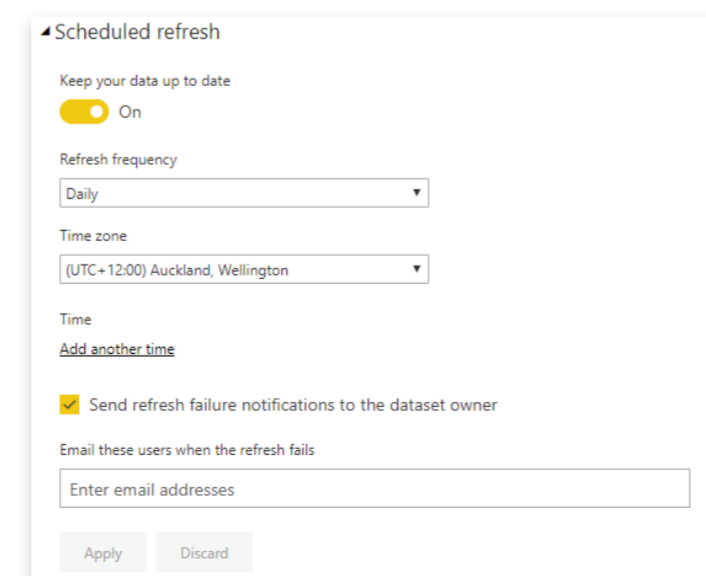 Scheduled refresh
Keep your data up to date
On
Refresh frequency
Daily
Time zone
(UTC+12:00) Auckland, Wellington
Time
Add another time
Send refresh failure notifications to the dataset owner
Email these users when the refresh fails
Enter email addresses
Apply Discard